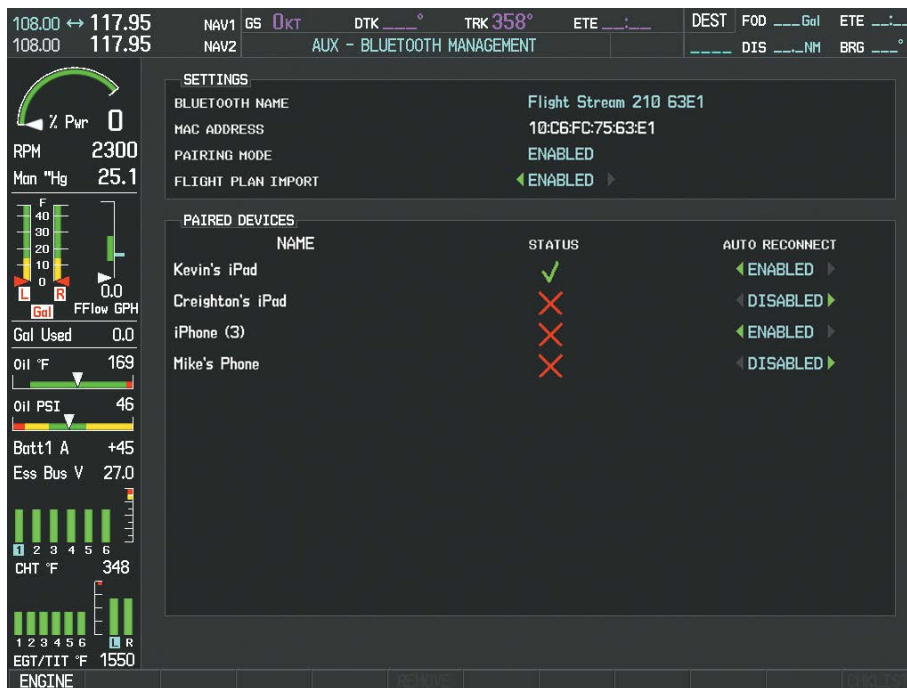 108.00 ↔ 117.95 NAV1 GS 0KT DTK ___° TRK 358° ETE __:__ DEST FOD ___Gal ETE __:__
108.00 117.95 NAV2 AUX – BLUETOOTH MANAGEMENT ____ DIS __._NM BRG ___°
% Pwr 0
RPM 2300
Man "Hg 25.1
F
40
30
20
10
0
L R 0.0
Gal FFlow GPH
Gal Used 0.0
Oil °F 169
Oil PSI 46
Batt1 A +45
Ess Bus V 27.0
1 2 3 4 5 6
CHT °F 348
1 2 3 4 5 6 L R
EGT/TIT °F 1550
SETTINGS
BLUETOOTH NAME Flight Stream 210 63E1
MAC ADDRESS 10:C6:FC:75:63:E1
PAIRING MODE ENABLED
FLIGHT PLAN IMPORT ENABLED
PAIRED DEVICES
NAME STATUS AUTO RECONNECT
Kevin's iPad ENABLED
Creighton's iPad DISABLED
iPhone (3) ENABLED
Mike's Phone DISABLED
ENGINE REMOVE CHKLIST